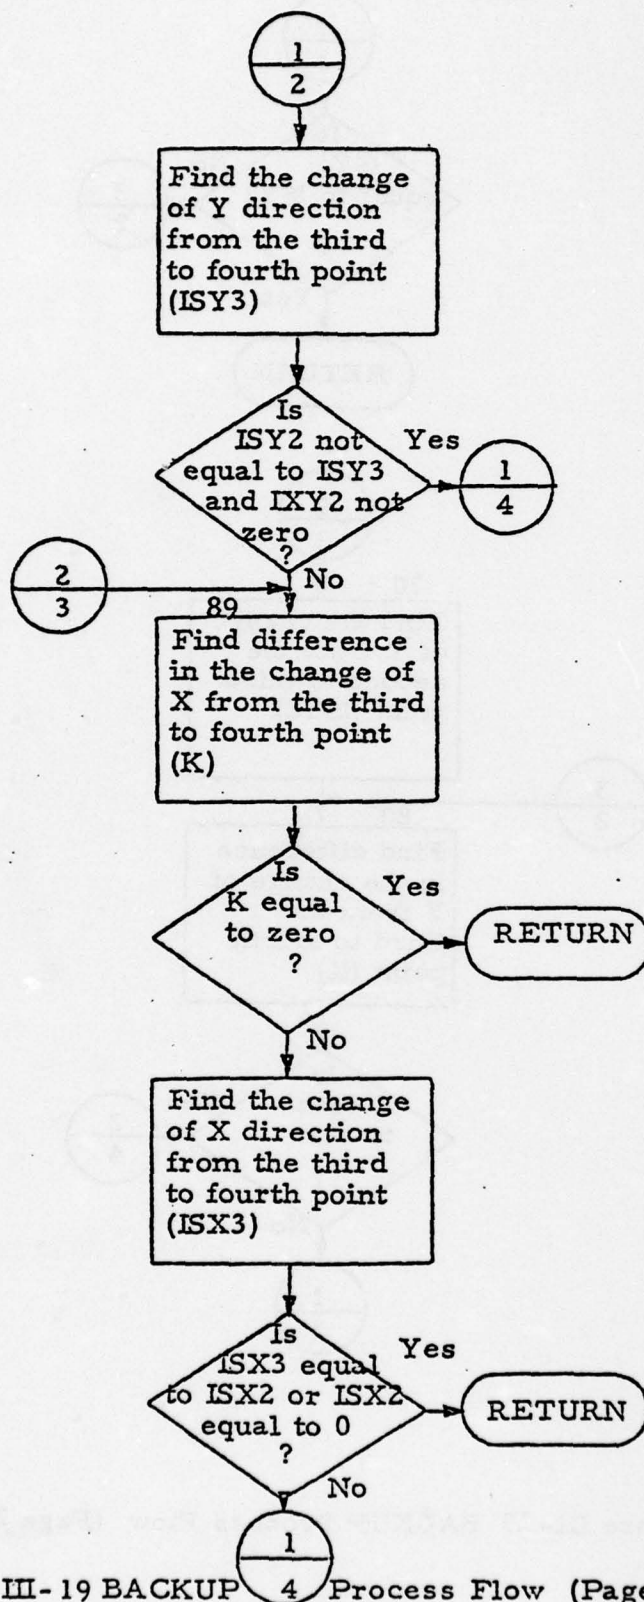 1
2
Find the change
of Y direction
from the third
to fourth point
(ISY3)
Is
ISY2 not
equal to ISY3
and IXY2 not
zero
?
Yes
1
4
No
2
3
89
Find difference
in the change of
X from the third
to fourth point
(K)
Is
K equal
to zero
?
Yes
RETURN
No
Find the change
of X direction
from the third
to fourth point
(ISX3)
Is
ISX3 equal
to ISX2 or ISX2
equal to 0
?
Yes
RETURN
No
1
4
III-19 BACKUP Process Flow (Page